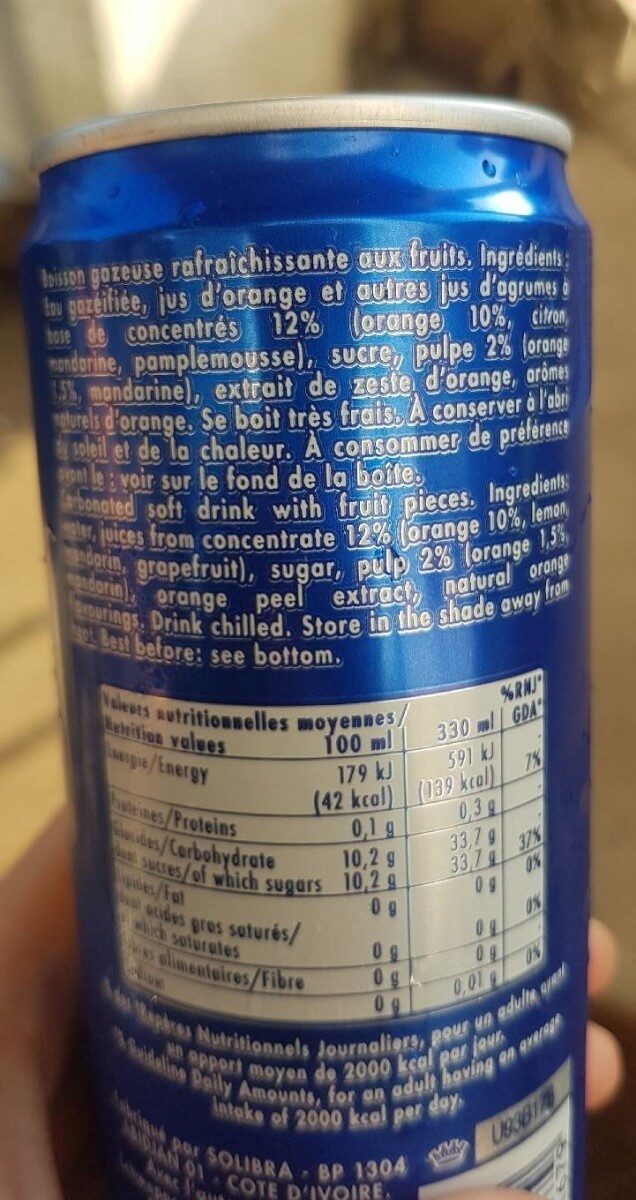 Boisson gazeuse rafraîchissante aux fruits. Ingrédients :
Eau gazéifiée, jus d'orange et autres jus d'agrumes à
base de concentrés 12% (orange 10%, citron,
mandarine, pamplemousse), sucre, pulpe 2% (orange
1,5%, mandarine), extrait de zeste d'orange, arômes
naturels d'orange. Se boit très frais. À conserver à l'abri
du soleil et de la chaleur. À consommer de préférence
avant le : voir sur le fond de la boîte.
Carbonated soft drink with fruit pieces. Ingredients:
water, juices from concentrate 12% (orange 10%, lemon,
mandarin, grapefruit), sugar, pulp 2% (orange 1,5%,
mandarin), orange peel extract, natural orange
flavourings. Drink chilled. Store in the shade away from
Best before: see bottom.
Valeurs nutritionnelles moyennes/ %RNJ*
Nutrition values 100 ml 330 ml GDA*
Energie/Energy 179 kJ 591 kJ 7%
(42 kcal) (139 kcal)
Proteines/Proteins 0,1 g 0,3 g
Glucides/Carbohydrate 10,2 g 33,7 g
dont sucres/of which sugars 10,2 g 33,7 g 37%
Lipides/Fat 0 g 0 g 0%
dont acides gras saturés/
of which saturates 0 g 0 g 0%
Fibres alimentaires/Fibre 0 g 0 g
Sodium 0 g 0,01 g 0%
* % des Repères Nutritionnels Journaliers, pour un adulte ayant
un apport moyen de 2000 kcal par jour.
% Guideline Daily Amounts, for an adult having an average
intake of 2000 kcal per day.
Fabriqué par SOLIBRA - BP 1304
ABIDJAN 01 - COTE D'IVOIRE.
Avec